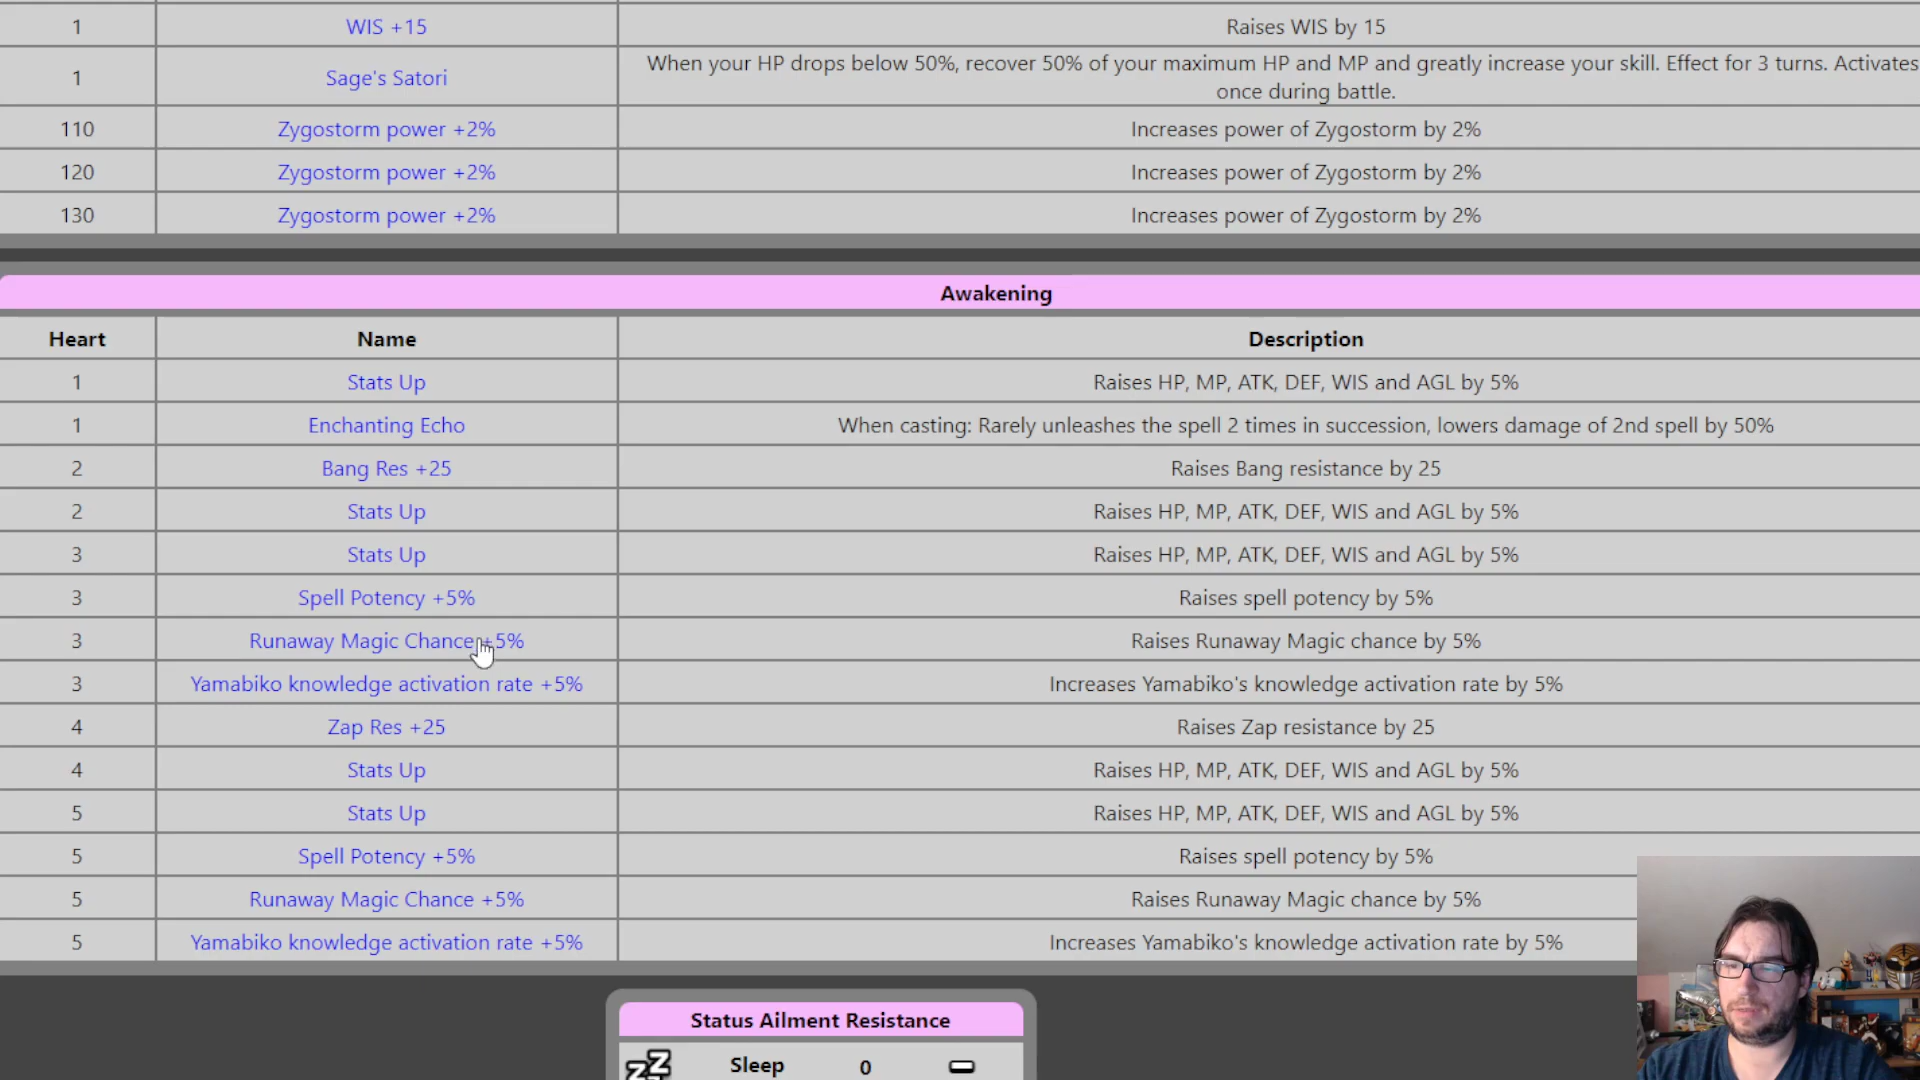 1 WIS +15 Raises WIS by 15
1 Sage's Satori When your HP drops below 50%, recover 50% of your maximum HP and MP and greatly increase your skill. Effect for 3 turns. Activates
once during battle.
110 Zygostorm power +2% Increases power of Zygostorm by 2%
120 Zygostorm power +2% Increases power of Zygostorm by 2%
130 Zygostorm power +2% Increases power of Zygostorm by 2%
Awakening
Heart Name Description
1 Stats Up Raises HP, MP, ATK, DEF, WIS and AGL by 5%
1 Enchanting Echo When casting: Rarely unleashes the spell 2 times in succession, lowers damage of 2nd spell by 50%
2 Bang Res +25 Raises Bang resistance by 25
2 Stats Up Raises HP, MP, ATK, DEF, WIS and AGL by 5%
3 Stats Up Raises HP, MP, ATK, DEF, WIS and AGL by 5%
3 Spell Potency +5% Raises spell potency by 5%
3 Runaway Magic Chance +5% Raises Runaway Magic chance by 5%
3 Yamabiko knowledge activation rate +5% Increases Yamabiko's knowledge activation rate by 5%
4 Zap Res +25 Raises Zap resistance by 25
4 Stats Up Raises HP, MP, ATK, DEF, WIS and AGL by 5%
5 Stats Up Raises HP, MP, ATK, DEF, WIS and AGL by 5%
5 Spell Potency +5% Raises spell potency by 5%
5 Runaway Magic Chance +5% Raises Runaway Magic chance by 5%
5 Yamabiko knowledge activation rate +5% Increases Yamabiko's knowledge activation rate by 5%
Status Ailment Resistance
zzz Sleep 0